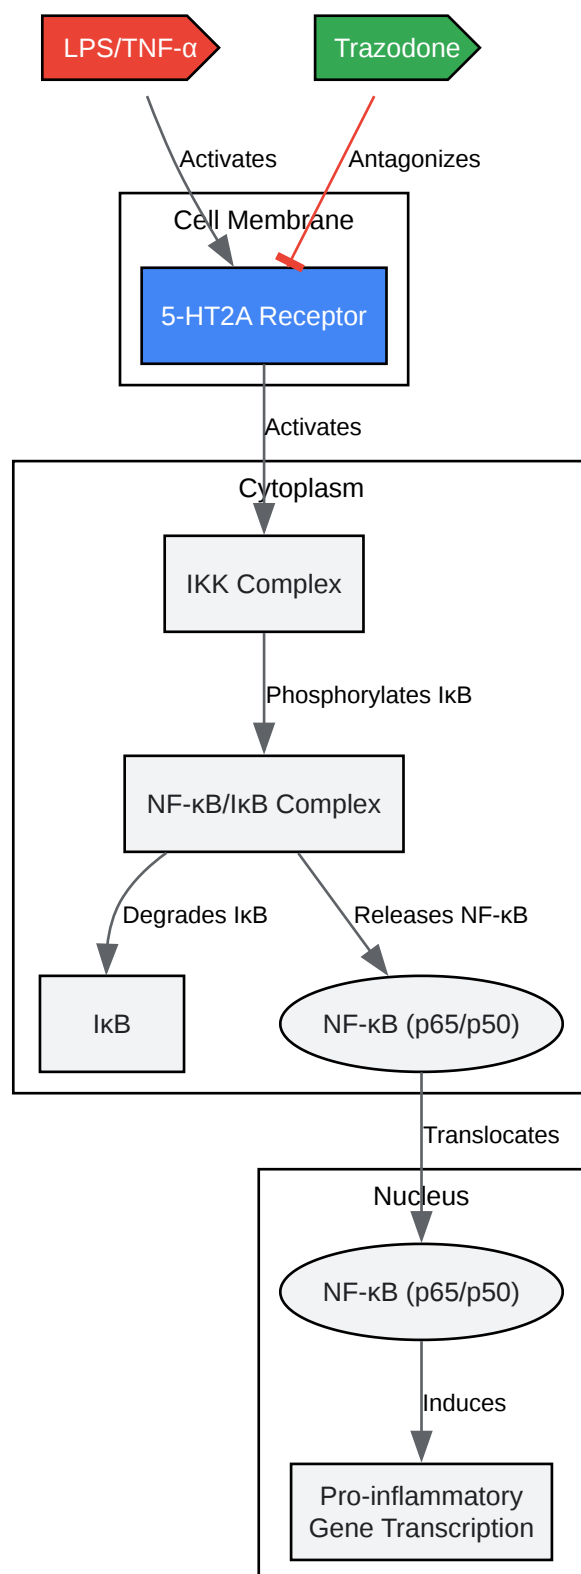 LPS/TNF-α
Trazodone
Activates
Antagonizes
Cell Membrane
5-HT2A Receptor
Activates
Cytoplasm
IKK Complex
Phosphorylates IκB
NF-κB/IκB Complex
Degrades IκB
Releases NF-κB
IκB
NF-κB (p65/p50)
Translocates
Nucleus
NF-κB (p65/p50)
Induces
Pro-inflammatory
Gene Transcription